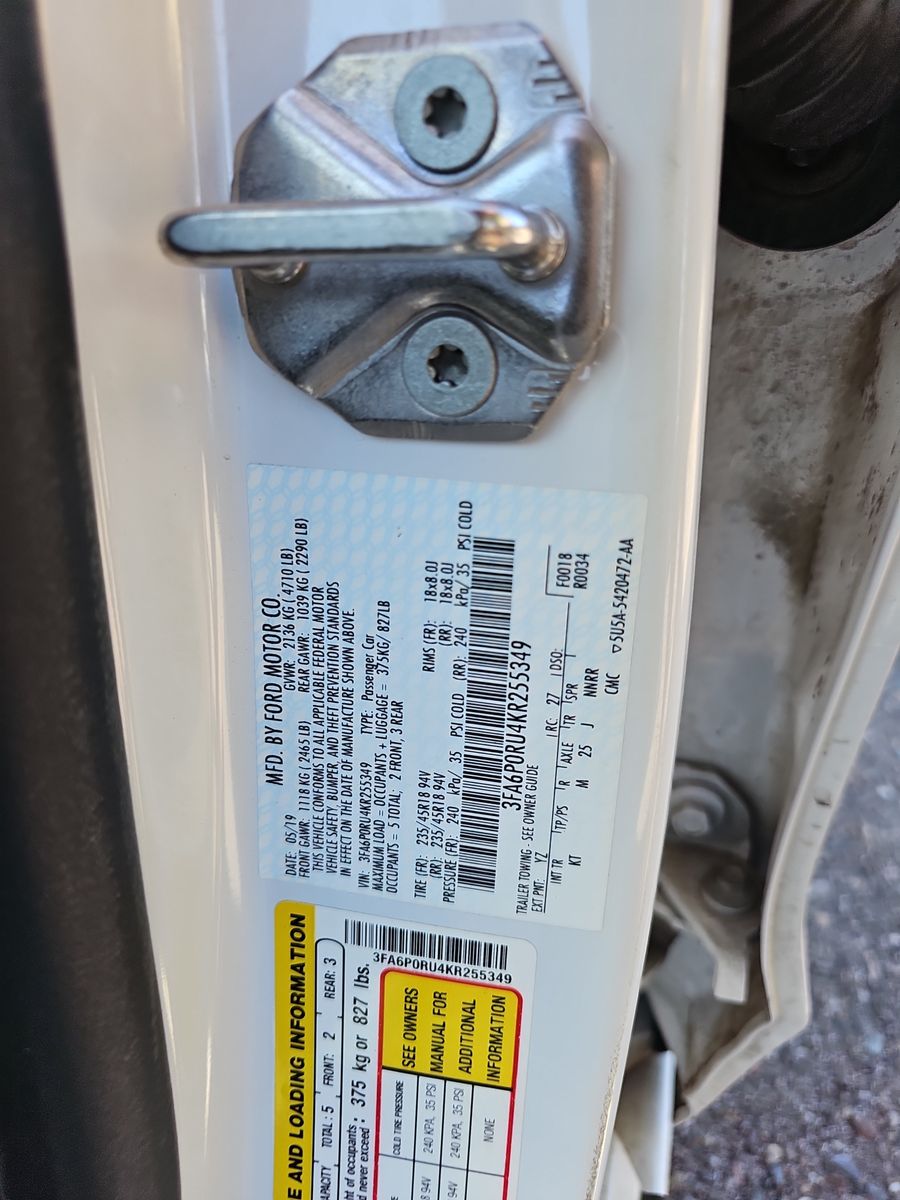 MFD. BY FORD MOTOR CO.
DATE: 05/19 GVWR: 2136 KG ( 4710 LB)
FRONT GAWR: 1118 KG ( 2465 LB) REAR GAWR: 1039 KG ( 2290 LB)
THIS VEHICLE CONFORMS TO ALL APPLICABLE FEDERAL MOTOR
VEHICLE SAFETY, BUMPER, AND THEFT PREVENTION STANDARDS
IN EFFECT ON THE DATE OF MANUFACTURE SHOWN ABOVE.
VIN: 3FA6P0RU4KR255349 TYPE: Passenger Car
MAXIMUM LOAD = OCCUPANTS + LUGGAGE = 375KG/ 827LB
OCCUPANTS = 5 TOTAL; 2 FRONT, 3 REAR
TIRE (FR): 235/45R18 94V RIMS (FR): 18x8.0J
(RR): 235/45R18 94V (RR): 18x8.0J
PRESSURE (FR): 240 kPa/ 35 PSI COLD (RR): 240 kPa/ 35 PSI COLD
3FA6P0RU4KR255349
TRAILER TOWING - SEE OWNER GUIDE
EXT PNT: YZ RC: 27 DSO: F0018
INT TR TP/PS R AXLE TR SPR R0034
KT M 25 J NNRR
CMC ▽5U5A-5420472-AA
E AND LOADING INFORMATION
APACITY TOTAL : 5 FRONT: 2 REAR: 3
ht of occupants :
d never exceed : 375 kg or 827 lbs.
3FA6P0RU4KR255349
COLD TIRE PRESSURE
240 KPA, 35 PSI
240 KPA, 35 PSI
NONE
SEE OWNERS
MANUAL FOR
ADDITIONAL
INFORMATION